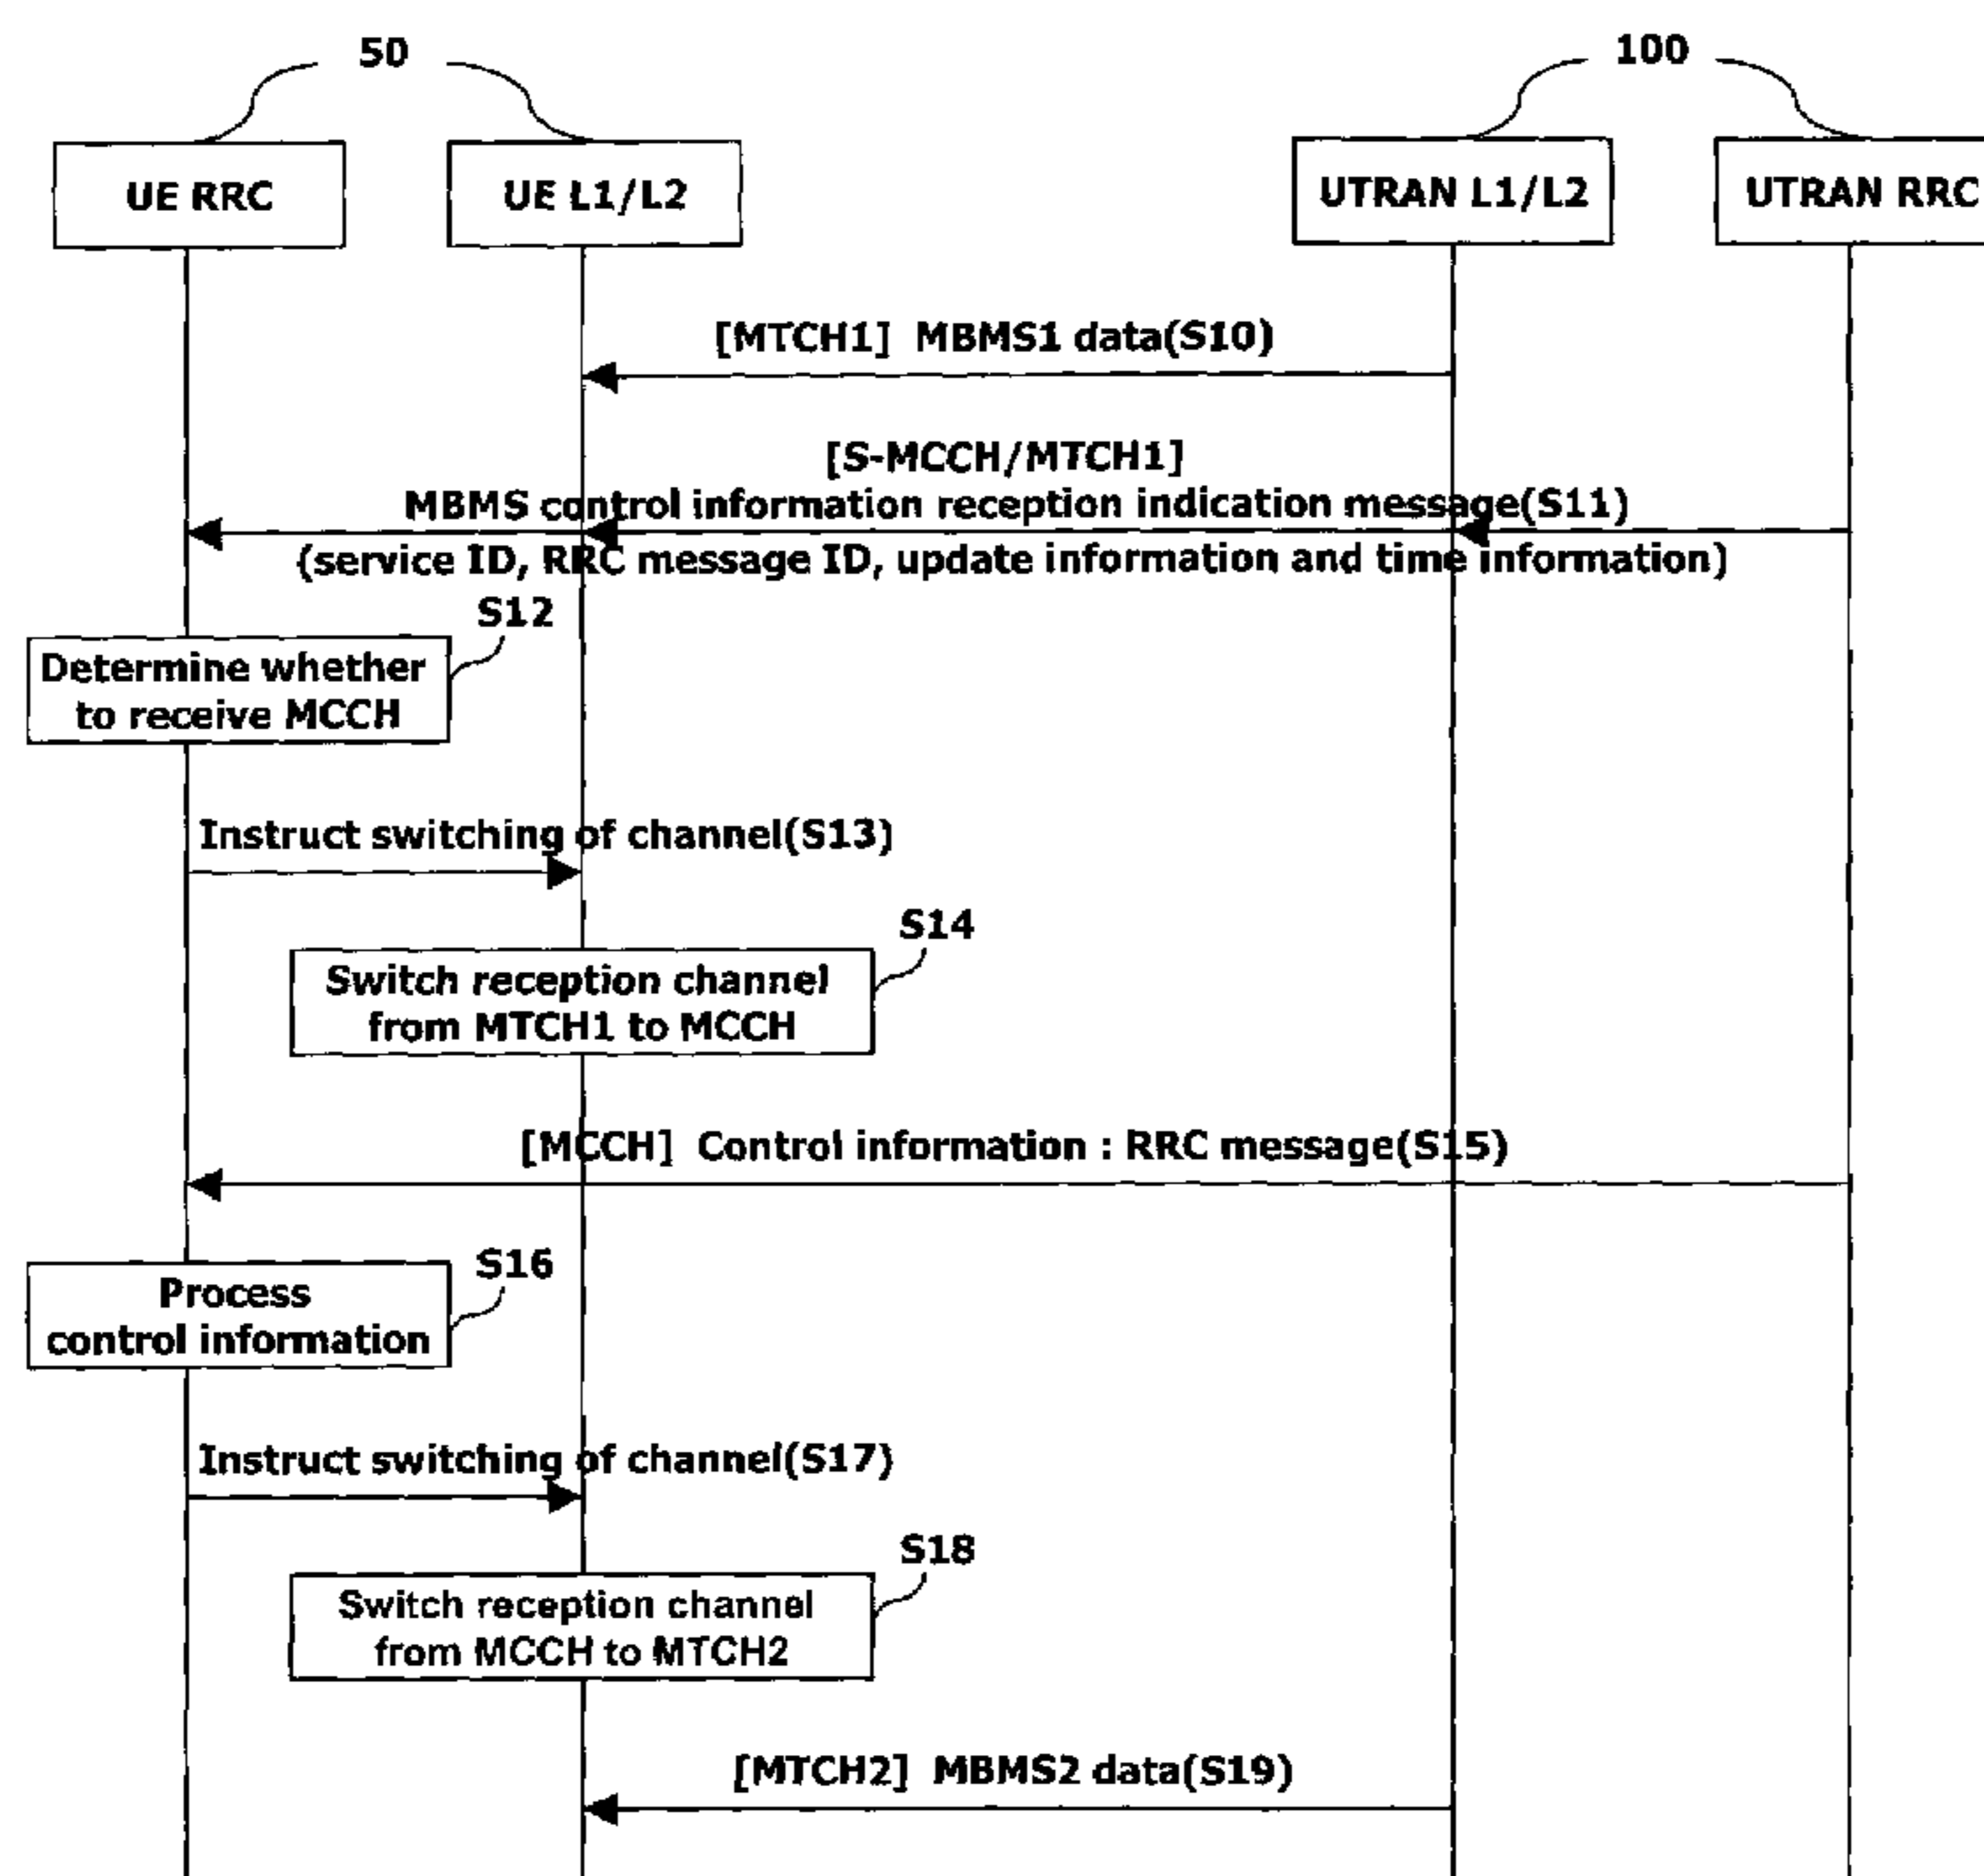 50
100
UE RRC
UE L1/L2
UTRAN L1/L2
UTRAN RRC
[MTCH1] MBMS1 data(S10)
[S-MCCH/MTCH1]
MBMS control information reception indication message(S11)
(service ID, RRC message ID, update information and time information)
S12
Determine whether
to receive MCCH
Instruct switching of channel(S13)
S14
Switch reception channel
from MTCH1 to MCCH
[MCCH] Control information : RRC message(S15)
S16
Process
control information
Instruct switching of channel(S17)
S18
Switch reception channel
from MCCH to MTCH2
[MTCH2] MBMS2 data(S19)